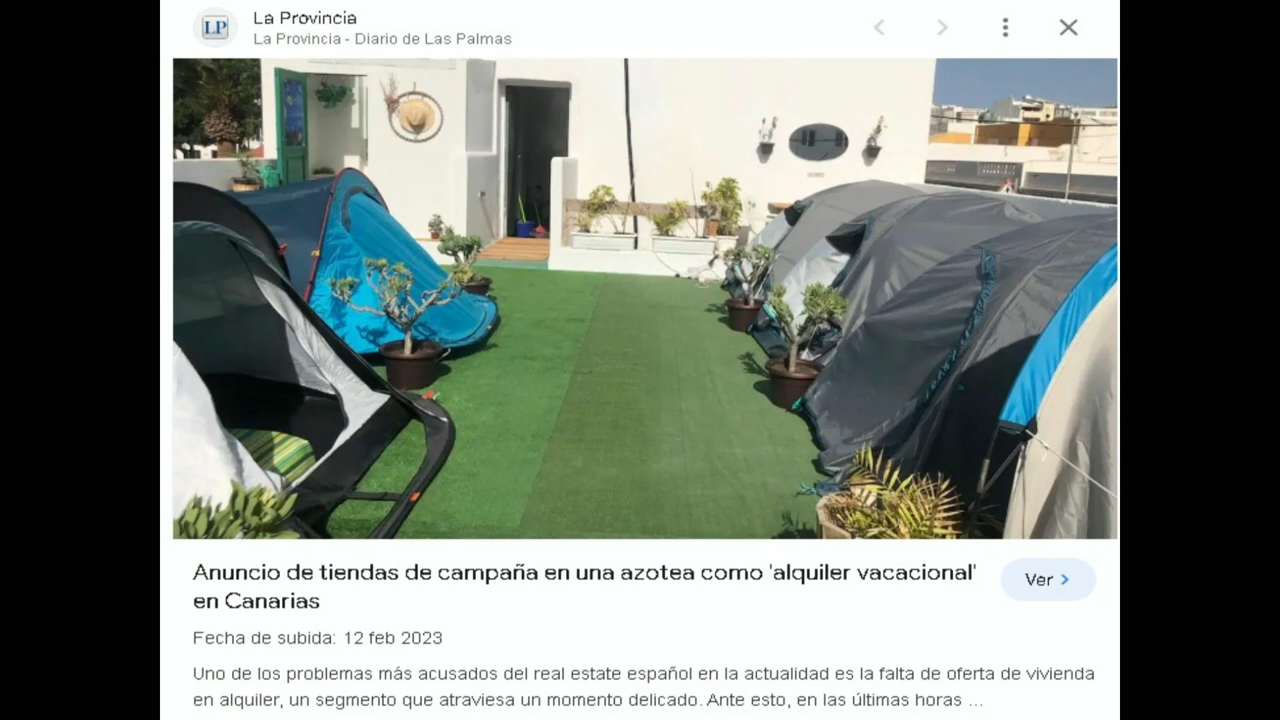 LP
La Provincia
La Provincia - Diario de Las Palmas
Anuncio de tiendas de campaña en una azotea como 'alquiler vacacional'
en Canarias
Ver
Fecha de subida: 12 feb 2023
Uno de los problemas más acusados del real estate español en la actualidad es la falta de oferta de vivienda
en alquiler, un segmento que atraviesa un momento delicado. Ante esto, en las últimas horas ...